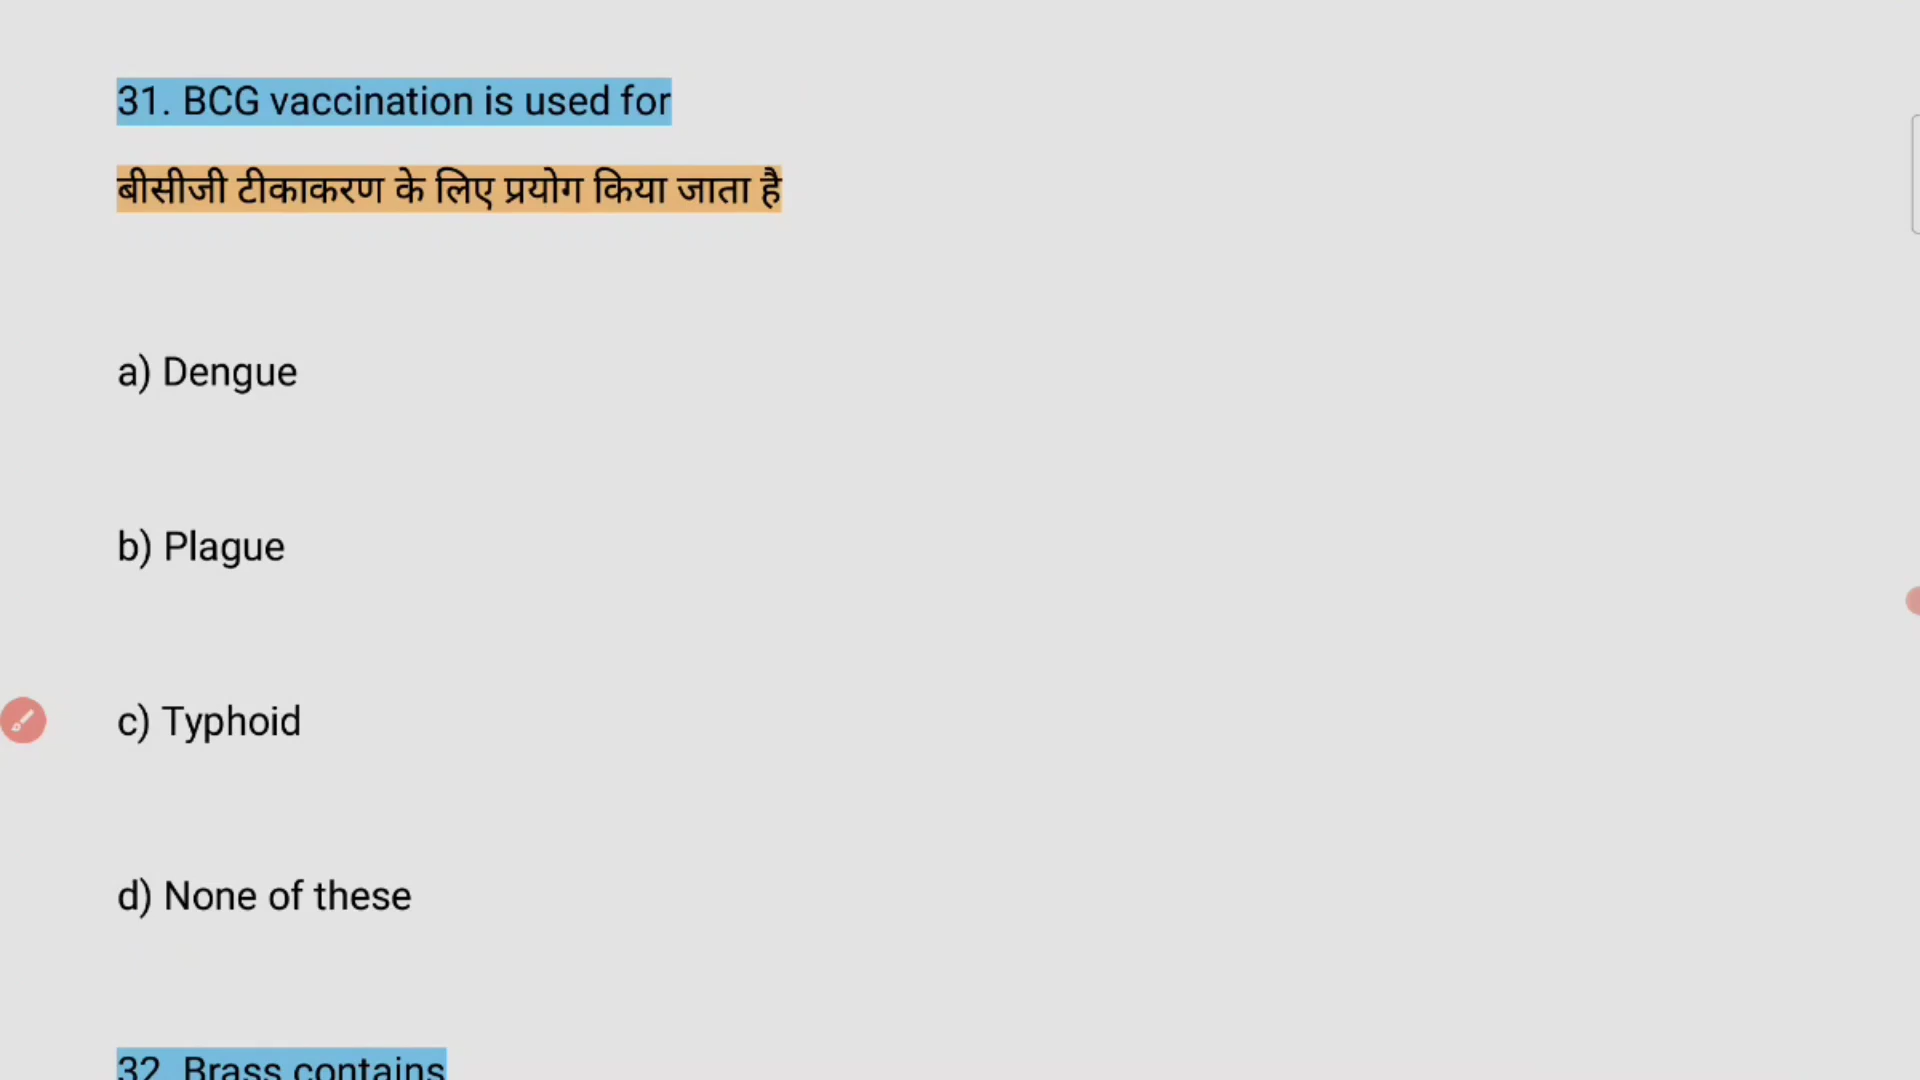 31. BCG vaccination is used for
बीसीजी टीकाकरण के लिए प्रयोग किया जाता है
a) Dengue
b) Plague
c) Typhoid
d) None of these
32. Brass contains